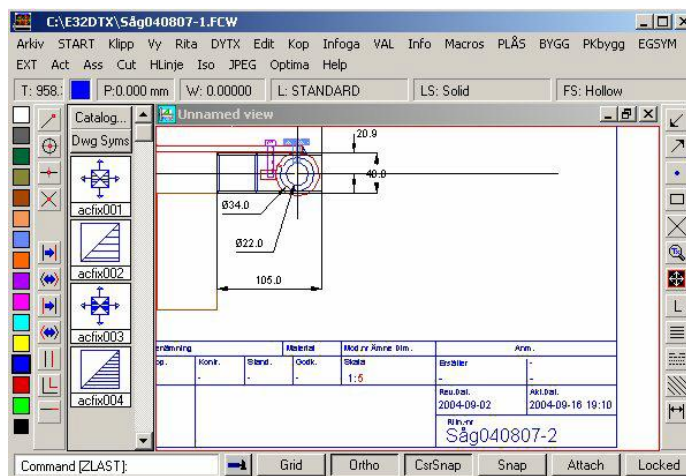 C:\E32DTX\Såg040807-1.FCW
Arkiv START Klipp Vy Rita DYTX Edit Kop Infoga VAL Info Macros PLÅS BYGG PKbygg EGSYM
EXT Act Ass Cut HLinje Iso JPEG Optima Help
T: 958. P:0.000 mm W: 0.00000 L: STANDARD LS: Solid FS: Hollow
Catalog... Unnamed view
Dwg Syms
acfix001
acfix002
acfix003
acfix004
20.9
40.0
Ø34.0
Ø22.0
105.0
Material Mod.nr Ämne Dim. Anm.
Kontr. Stand. Godk. Skala Ersätter -
- - - 1:5 - -
Rev.Dat. Akt.Dat.
2004-09-02 2004-09-16 19:10
Ritn.nr
Såg040807-2
Command [ZLAST]: Grid Ortho CsrSnap Snap Attach Locked